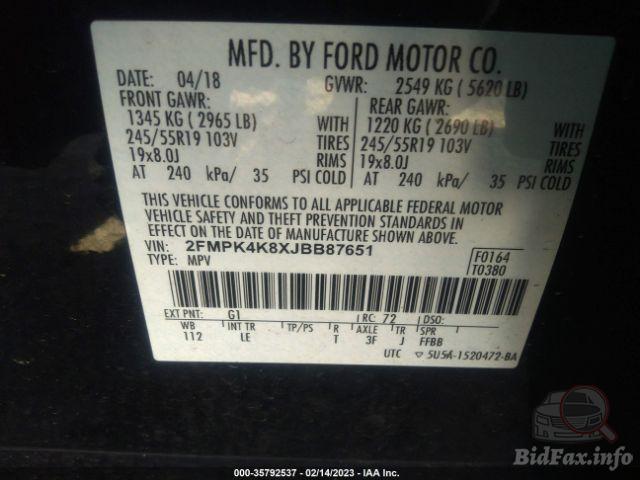 MFD. BY FORD MOTOR CO.
DATE: 04/18 GVWR: 2549 KG ( 5620 LB)
FRONT GAWR: REAR GAWR:
1345 KG ( 2965 LB) 1220 KG ( 2690 LB)
245/55R19 103V TIRES 245/55R19 103V TIRES
19x8.0J RIMS 19x8.0J RIMS
AT 240 kPa/ 35 PSI COLD AT 240 kPa/ 35 PSI COLD
THIS VEHICLE CONFORMS TO ALL APPLICABLE FEDERAL MOTOR
VEHICLE SAFETY AND THEFT PREVENTION STANDARDS IN
EFFECT ON THE DATE OF MANUFACTURE SHOWN ABOVE.
VIN: 2FMPK4K8XJBB87651 F0164
TYPE: MPV T0380
EXT PNT: G1 RC: 72 DSO:
WB INT TR TP/PS R AXLE TR SPR
112 LE T 3F J FFBB
UTC 5U5A-1520472-BA
BidFax.info
000-35792537 - 02/14/2023 - IAA Inc.